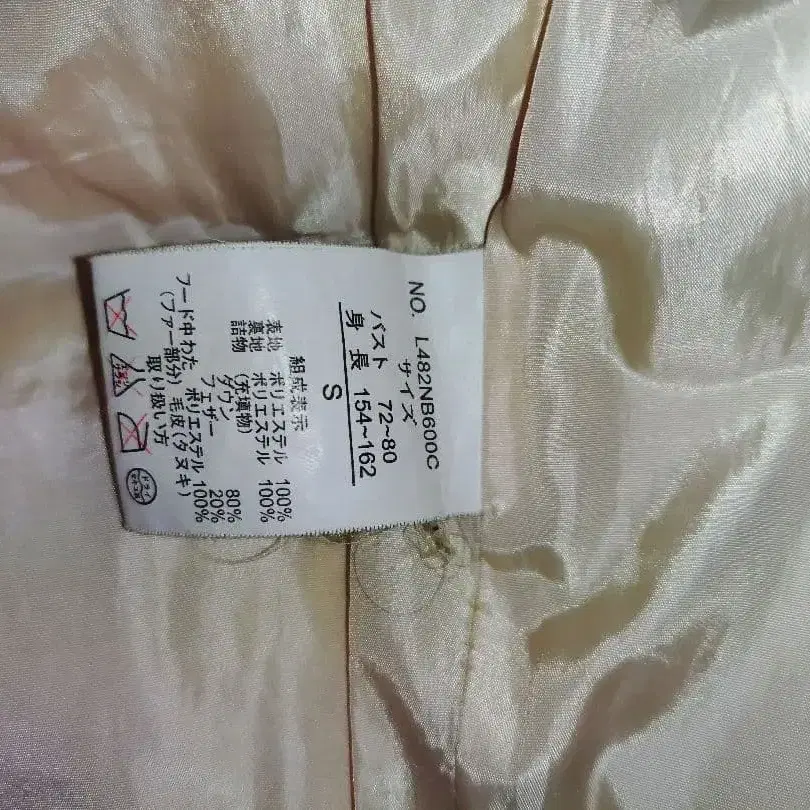 NO. L482NB600C
サイズ
バスト 72~80
身 長 154~162
S
組成表示
表地 ポリエステル 100%
裏地 ポリエステル 100%
詰物 (充填物)
ダウン 80%
フェザー 20%
フード中わた ポリエステル 100%
(ファー部分) 毛皮(タヌキ)
取り扱い方
ドライ